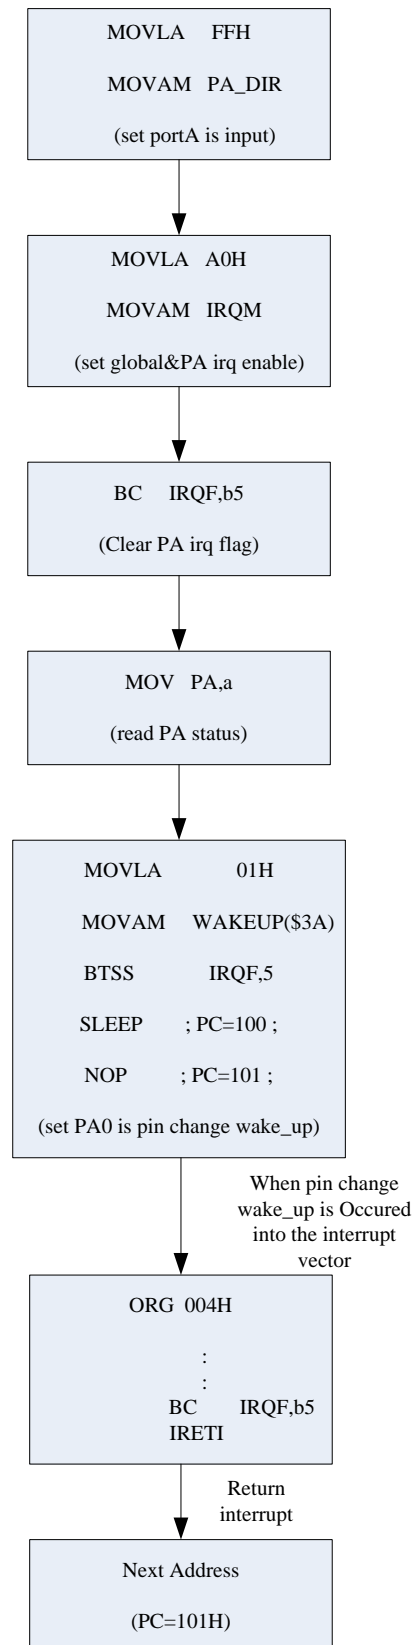 MOVLA FFH
MOVAM PA_DIR
(set portA is input)
MOVLA A0H
MOVAM IRQM
(set global&PA irq enable)
BC IRQF,b5
(Clear PA irq flag)
MOV PA,a
(read PA status)
MOVLA 01H
MOVAM WAKEUP($3A)
BTSS IRQF,5
SLEEP ; PC=100 ;
NOP ; PC=101 ;
(set PA0 is pin change wake_up)
When pin change
wake_up is Occured
into the interrupt
vector
ORG 004H
:
:
BC IRQF,b5
IRETI
Return
interrupt
Next Address
(PC=101H)